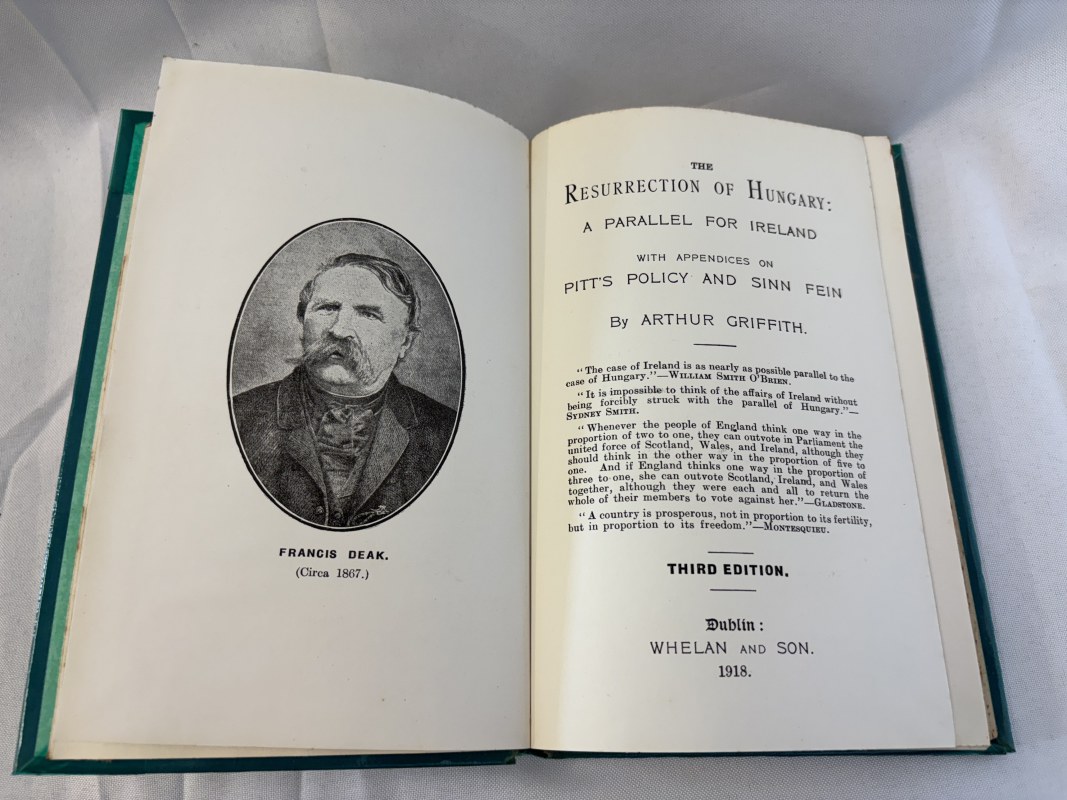 FRANCIS DEAK.
(Circa 1867.)
THE
RESURRECTION OF HUNGARY:
A PARALLEL FOR IRELAND
WITH APPENDICES ON
PITT'S POLICY AND SINN FEIN
By ARTHUR GRIFFITH.
"The case of Ireland is as nearly as possible parallel to the
case of Hungary."—WILLIAM SMITH O'BRIEN.
"It is impossible to think of the affairs of Ireland without
being forcibly struck with the parallel of Hungary."—
SYDNEY SMITH.
"Whenever the people of England think one way in the
proportion of two to one, they can outvote in Parliament the
united force of Scotland, Wales, and Ireland, although they
should think in the other way in the proportion of five to
one. And if England thinks one way in the proportion of
three to one, she can outvote Scotland, Ireland, and Wales
together, although they were each and all to return the
whole of their members to vote against her."—GLADSTONE.
"A country is prosperous, not in proportion to its fertility,
but in proportion to its freedom."—MONTESQUIEU.
THIRD EDITION.
Dublin:
WHELAN AND SON.
1918.